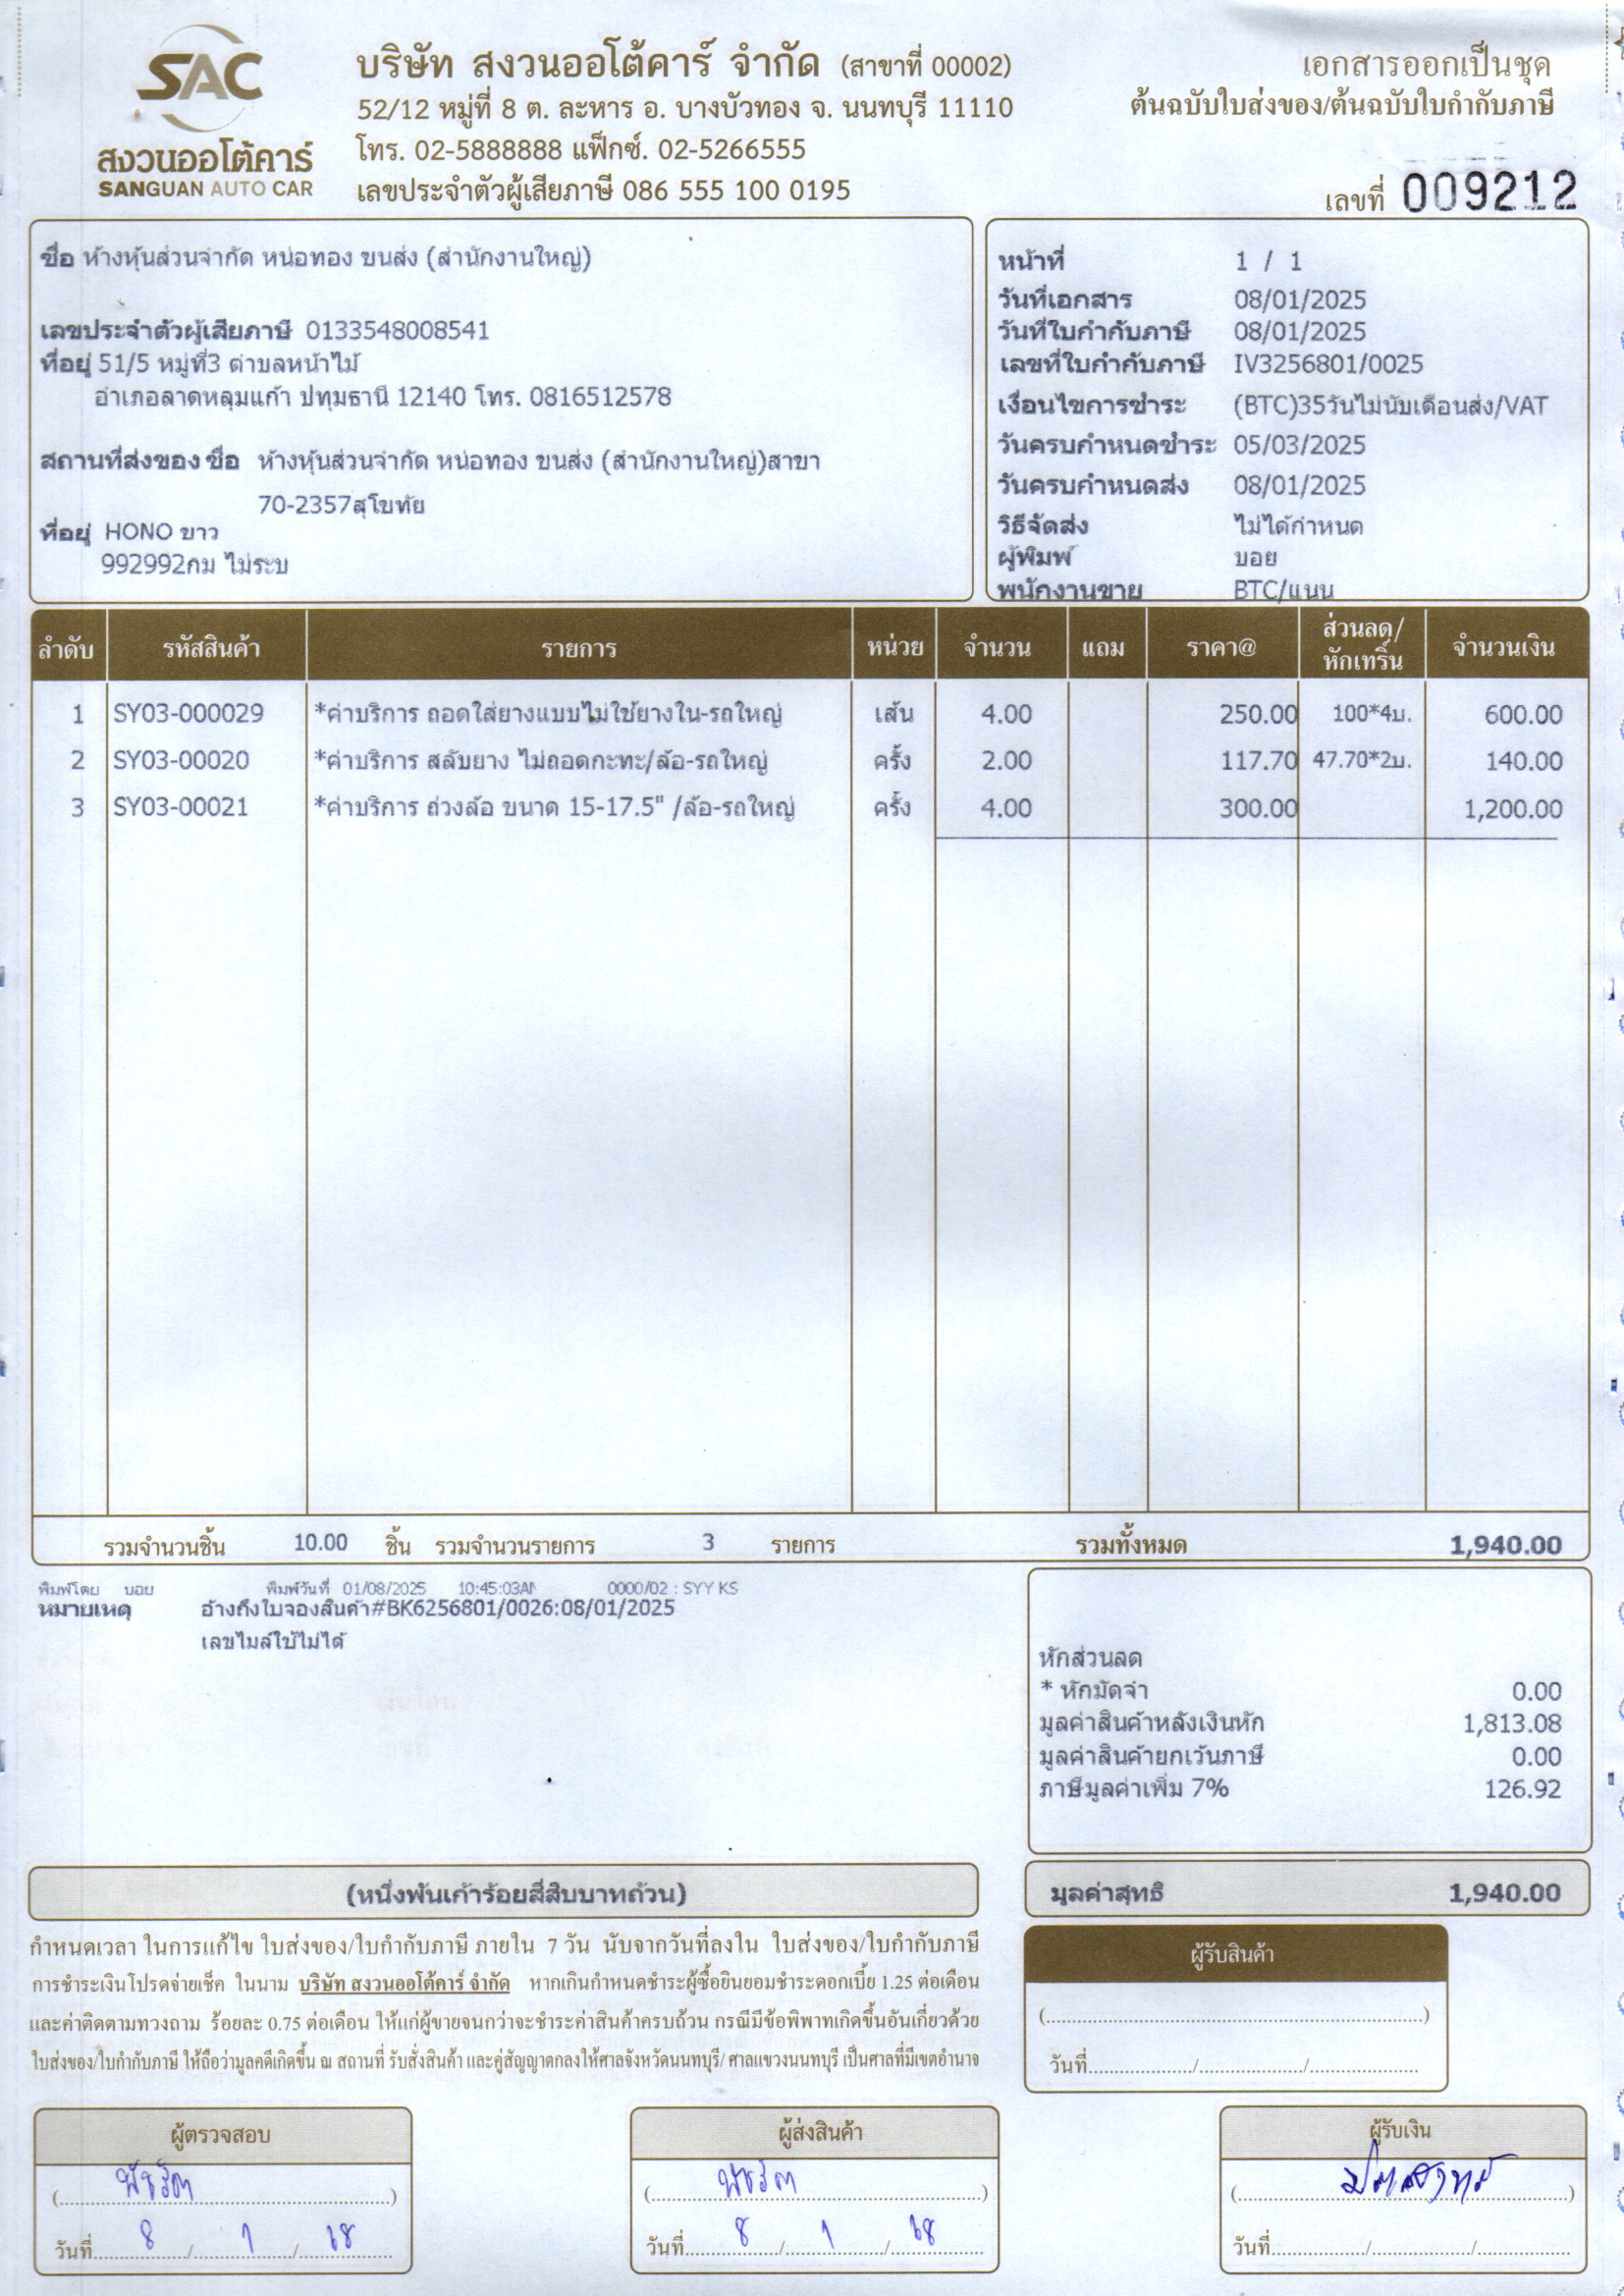 SAC
สงวนออโต้คาร์
SANGUAN AUTO CAR
บริษัท สงวนออโต้คาร์ จำกัด (สาขาที่ 00002)
52/12 หมู่ที่ 8 ต. ละหาร อ. บางบัวทอง จ. นนทบุรี 11110
โทร. 02-5888888 แฟ็กซ์. 02-5266555
เลขประจำตัวผู้เสียภาษี 086 555 100 0195
เอกสารออกเป็นชุด
ต้นฉบับใบส่งของ/ต้นฉบับใบกำกับภาษี
เลขที่ 009212
ชื่อ ห้างหุ้นส่วนจำกัด หน่อทอง ขนส่ง (สำนักงานใหญ่)
เลขประจำตัวผู้เสียภาษี 0133548008541
ที่อยู่ 51/5 หมู่ที่3 ตำบลหน้าไม้
อำเภอลาดหลุมแก้า ปทุมธานี 12140 โทร. 0816512578
สถานที่ส่งของ ชื่อ ห้างหุ้นส่วนจำกัด หน่อทอง ขนส่ง (สำนักงานใหญ่)สาขา
70-2357สุโขทัย
ที่อยู่ HONO ขาว
992992กม ไม่ระบ
หน้าที่ 1 / 1
วันที่เอกสาร 08/01/2025
วันที่ใบกำกับภาษี 08/01/2025
เลขที่ใบกำกับภาษี IV3256801/0025
เงื่อนไขการชำระ (BTC)35วันไม่นับเดือนส่ง/VAT
วันครบกำหนดชำระ 05/03/2025
วันครบกำหนดส่ง 08/01/2025
วิธีจัดส่ง ไม่ได้กำหนด
ผู้พิมพ์ บอย
พนักงานขาย BTC/แนน
ลำดับ รหัสสินค้า รายการ หน่วย จำนวน แถม ราคา@ ส่วนลด/หักเทริ์น จำนวนเงิน
1 SY03-000029 *ค่าบริการ ถอดใส่ยางแบบไม่ใช้ยางใน-รถใหญ่ เส้น 4.00 250.00 100*4บ. 600.00
2 SY03-00020 *ค่าบริการ สลับยาง ไม่ถอดกะทะ/ล้อ-รถใหญ่ ครั้ง 2.00 117.70 47.70*2บ. 140.00
3 SY03-00021 *ค่าบริการ ถ่วงล้อ ขนาด 15-17.5" /ล้อ-รถใหญ่ ครั้ง 4.00 300.00 1,200.00
รวมจำนวนชิ้น 10.00 ชิ้น รวมจำนวนรายการ 3 รายการ รวมทั้งหมด 1,940.00
พิมพ์โดย บอย พิมพ์วันที่ 01/08/2025 10:45:03AM 0000/02 : SYY KS
หมายเหตุ อ้างถึงใบจองสินค้า#BK6256801/0026:08/01/2025
เลขไมล์ใช้ไม่ได้
หักส่วนลด
* หักมัดจำ 0.00
มูลค่าสินค้าหลังเงินหัก 1,813.08
มูลค่าสินค้ายกเว้นภาษี 0.00
ภาษีมูลค่าเพิ่ม 7% 126.92
(หนึ่งพันเก้าร้อยสี่สิบบาทถ้วน)
มูลค่าสุทธิ 1,940.00
กำหนดเวลา ในการแก้ไข ใบส่งของ/ใบกำกับภาษี ภายใน 7 วัน นับจากวันที่ลงใน ใบส่งของ/ใบกำกับภาษี
การชำระเงินโปรดจ่ายเช็ค ในนาม บริษัท สงวนออโต้คาร์ จำกัด หากเกินกำหนดชำระผู้ซื้อยินยอมชำระดอกเบี้ย 1.25 ต่อเดือน
และค่าติดตามทวงถาม ร้อยละ 0.75 ต่อเดือน ให้แก่ผู้ขายจนกว่าจะชำระค่าสินค้าครบถ้วน กรณีมีข้อพิพาทเกิดขึ้นอันเกี่ยวด้วย
ใบส่งของ/ใบกำกับภาษี ให้ถือว่ามูลคดีเกิดขึ้น ณ สถานที่ รับสั่งสินค้า และคู่สัญญาตกลงให้ศาลจังหวัดนนทบุรี/ ศาลแขวงนนทบุรี เป็นศาลที่มีเขตอำนาจ
ผู้รับสินค้า
วันที่
ผู้ตรวจสอบ
พัชริดา
วันที่ 8 / 1 / 68
ผู้ส่งสินค้า
พัชริดา
วันที่ 8 / 1 / 68
ผู้รับเงิน
วันที่